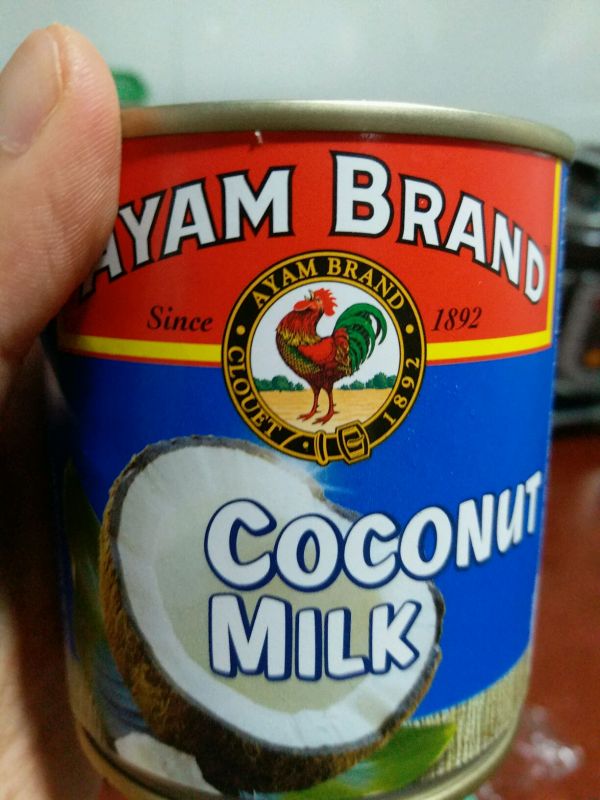 AYAM BRAND
Since
1892
AYAM BRAND
CLOUET
1892
COCONUT
MILK